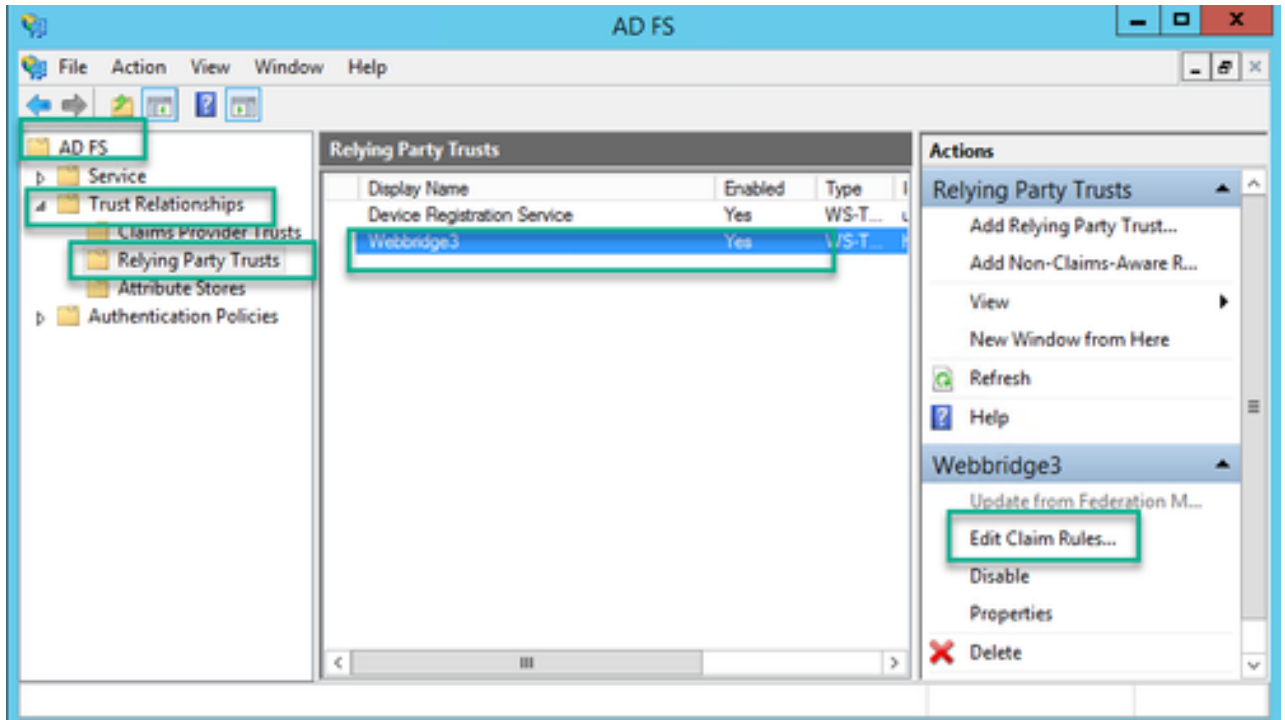 AD FS
File Action View Window Help
AD FS
Service
Trust Relationships
Claims Provider Trusts
Relying Party Trusts
Attribute Stores
Authentication Policies
Relying Party Trusts
Display Name Enabled Type I
Device Registration Service Yes WS-T... u
Webbridge3 Yes WS-T... h
Actions
Relying Party Trusts
Add Relying Party Trust...
Add Non-Claims-Aware R...
View
New Window from Here
Refresh
Help
Webbridge3
Update from Federation M...
Edit Claim Rules...
Disable
Properties
Delete